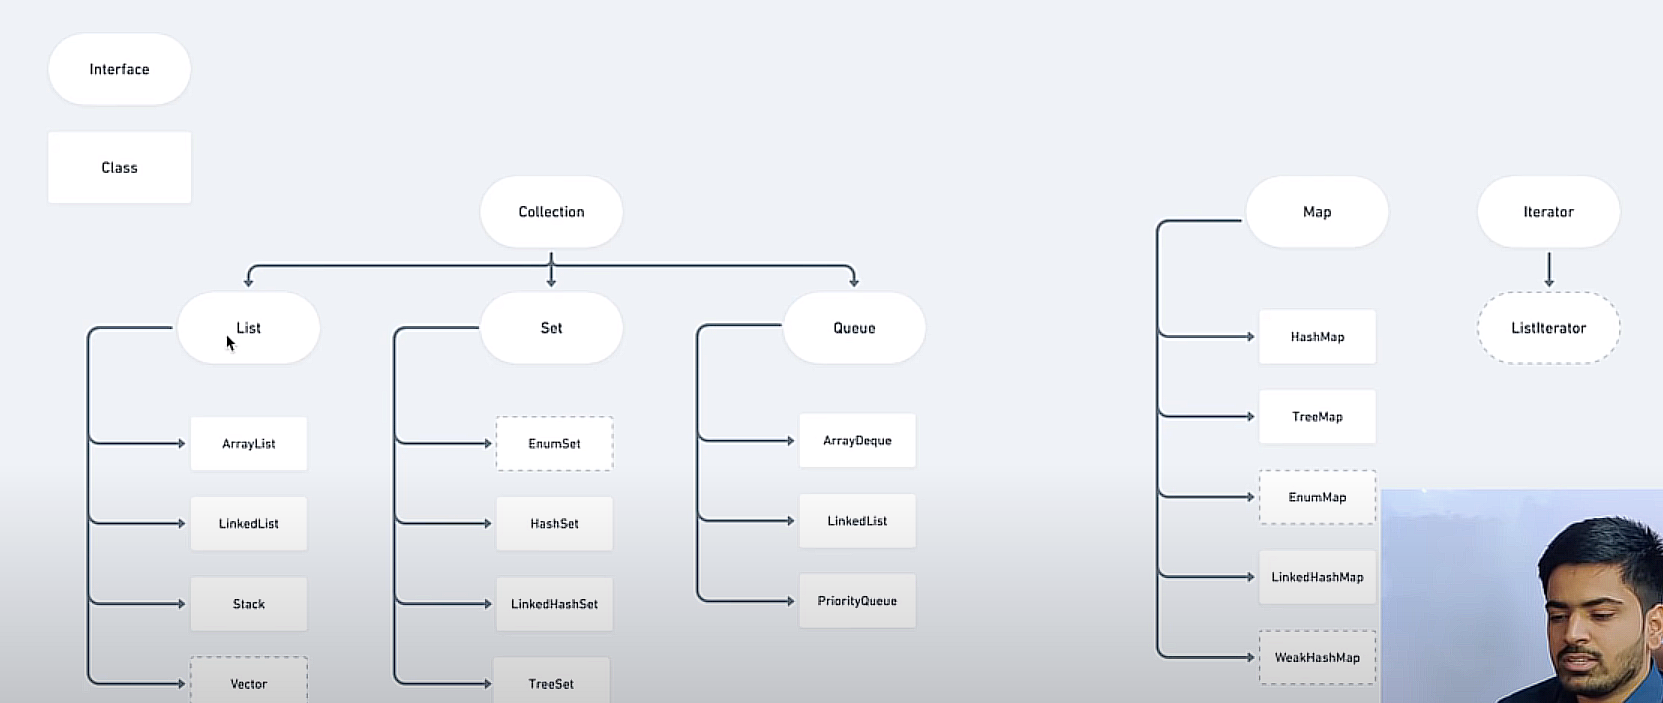 Interface
Class
Collection
Map
Iterator
List
Set
Queue
ListIterator
HashMap
TreeMap
ArrayList
EnumSet
ArrayDeque
EnumMap
LinkedList
HashSet
LinkedList
LinkedHashMap
Stack
LinkedHashSet
PriorityQueue
WeakHashMap
Vector
TreeSet